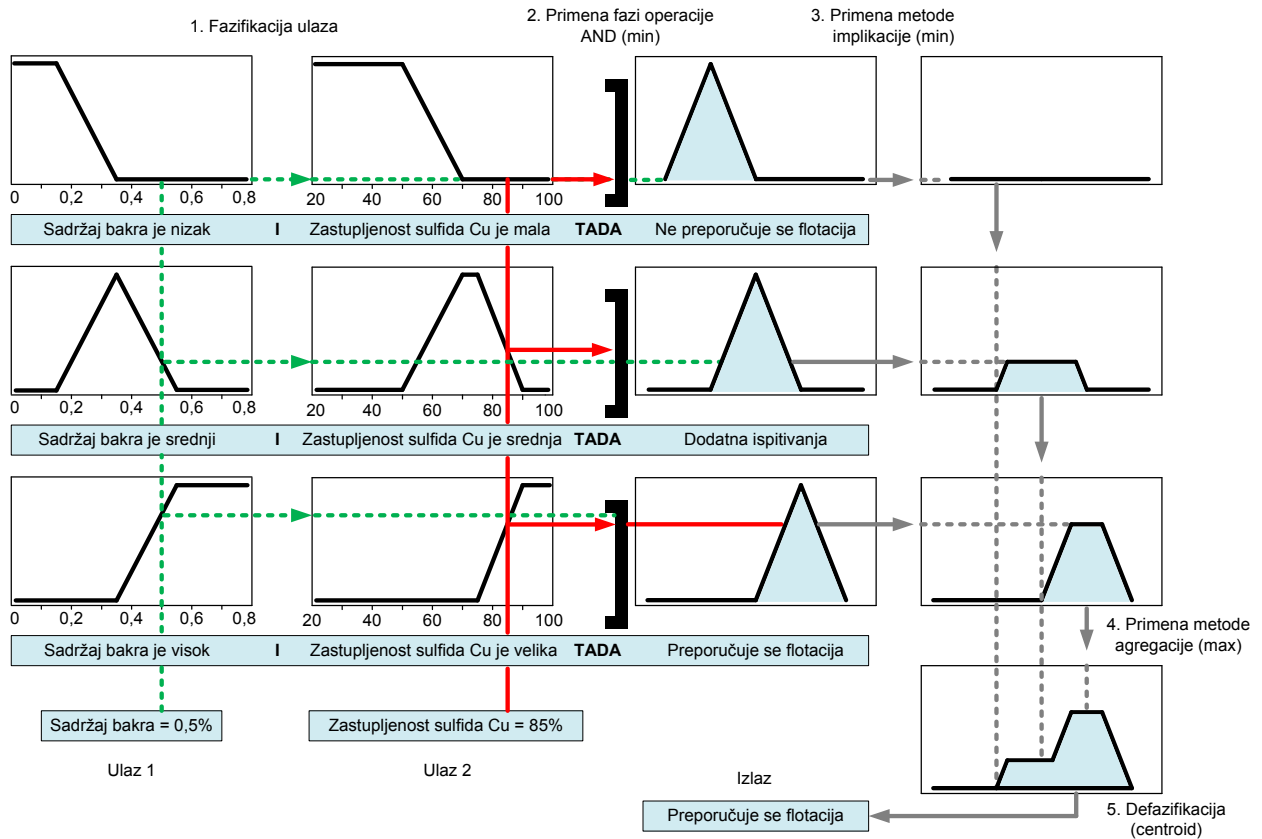 1. Fazifikacija ulaza
2. Primena fazi operacije
AND (min)
3. Primena metode
implikacije (min)
0 0,2 0,4 0,6 0,8
20 40 60 80 100
Sadržaj bakra je nizak I Zastupljenost sulfida Cu je mala TADA Ne preporučuje se flotacija
0 0,2 0,4 0,6 0,8
20 40 60 80 100
Sadržaj bakra je srednji I Zastupljenost sulfida Cu je srednja TADA Dodatna ispitivanja
0 0,2 0,4 0,6 0,8
20 40 60 80 100
Sadržaj bakra je visok I Zastupljenost sulfida Cu je velika TADA Preporučuje se flotacija
4. Primena metode
agregacije (max)
Sadržaj bakra = 0,5%
Zastupljenost sulfida Cu = 85%
Ulaz 1
Ulaz 2
Izlaz
Preporučuje se flotacija
5. Defazifikacija
(centroid)